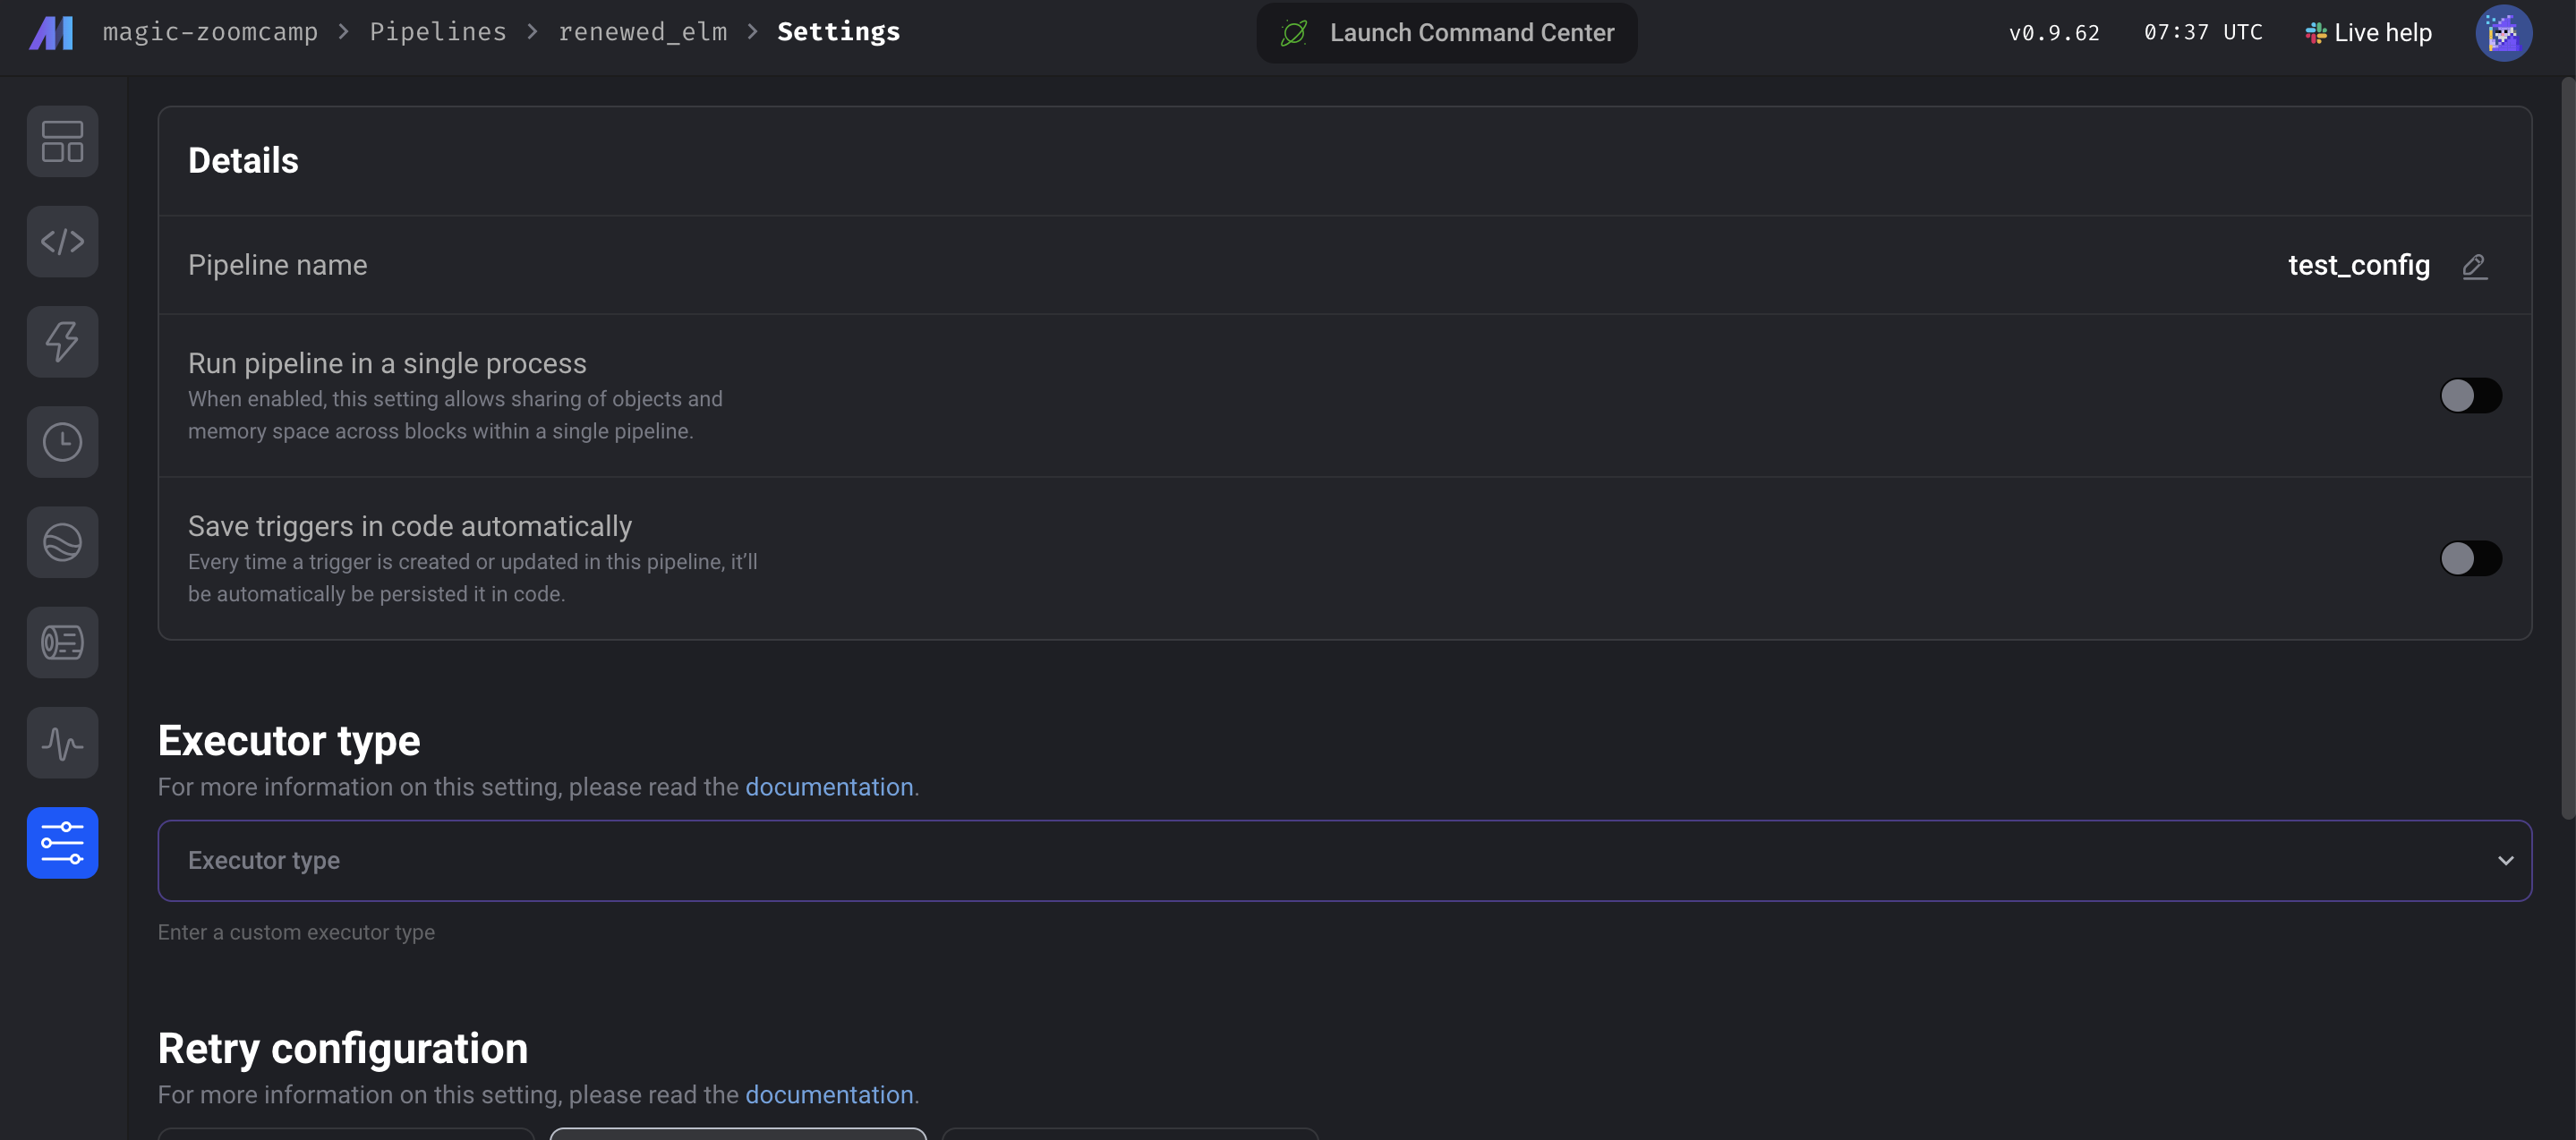 magic-zoomcamp > Pipelines > renewed_elm > Settings
Launch Command Center
v0.9.62
07:37 UTC
Live help
Details
Pipeline name
test_config
Run pipeline in a single process
When enabled, this setting allows sharing of objects and
memory space across blocks within a single pipeline.
Save triggers in code automatically
Every time a trigger is created or updated in this pipeline, it’ll
be automatically be persisted it in code.
Executor type
For more information on this setting, please read the documentation.
Executor type
Enter a custom executor type
Retry configuration
For more information on this setting, please read the documentation.